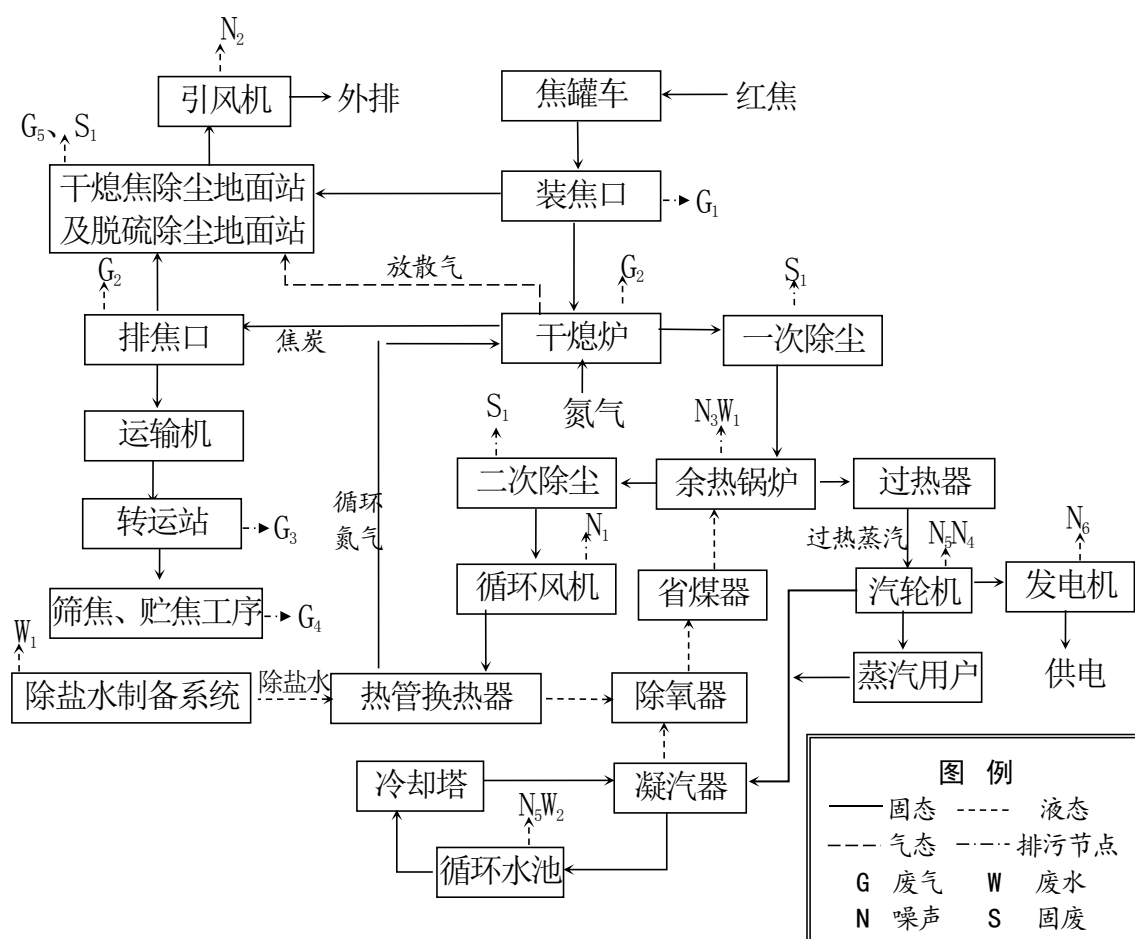 N₂
引风机
外排
焦罐车
红焦
G₅、S₁
干熄焦除尘地面站
及脱硫除尘地面站
装焦口
G₁
放散气
G₂
G₂
S₁
排焦口
焦炭
干熄炉
一次除尘
氮气
S₁
N₃W₁
运输机
二次除尘
余热锅炉
过热器
循环
氮气
转运站
G₃
N₁
过热蒸汽
N₅N₄
N₆
循环风机
省煤器
汽轮机
发电机
筛焦、贮焦工序
G₄
W₁
除盐水制备系统
除盐水
热管换热器
除氧器
蒸汽用户
供电
冷却塔
凝汽器
N₅W₂
循环水池
图 例
固态
液态
气态
排污节点
G 废气
W 废水
N 噪声
S 固废